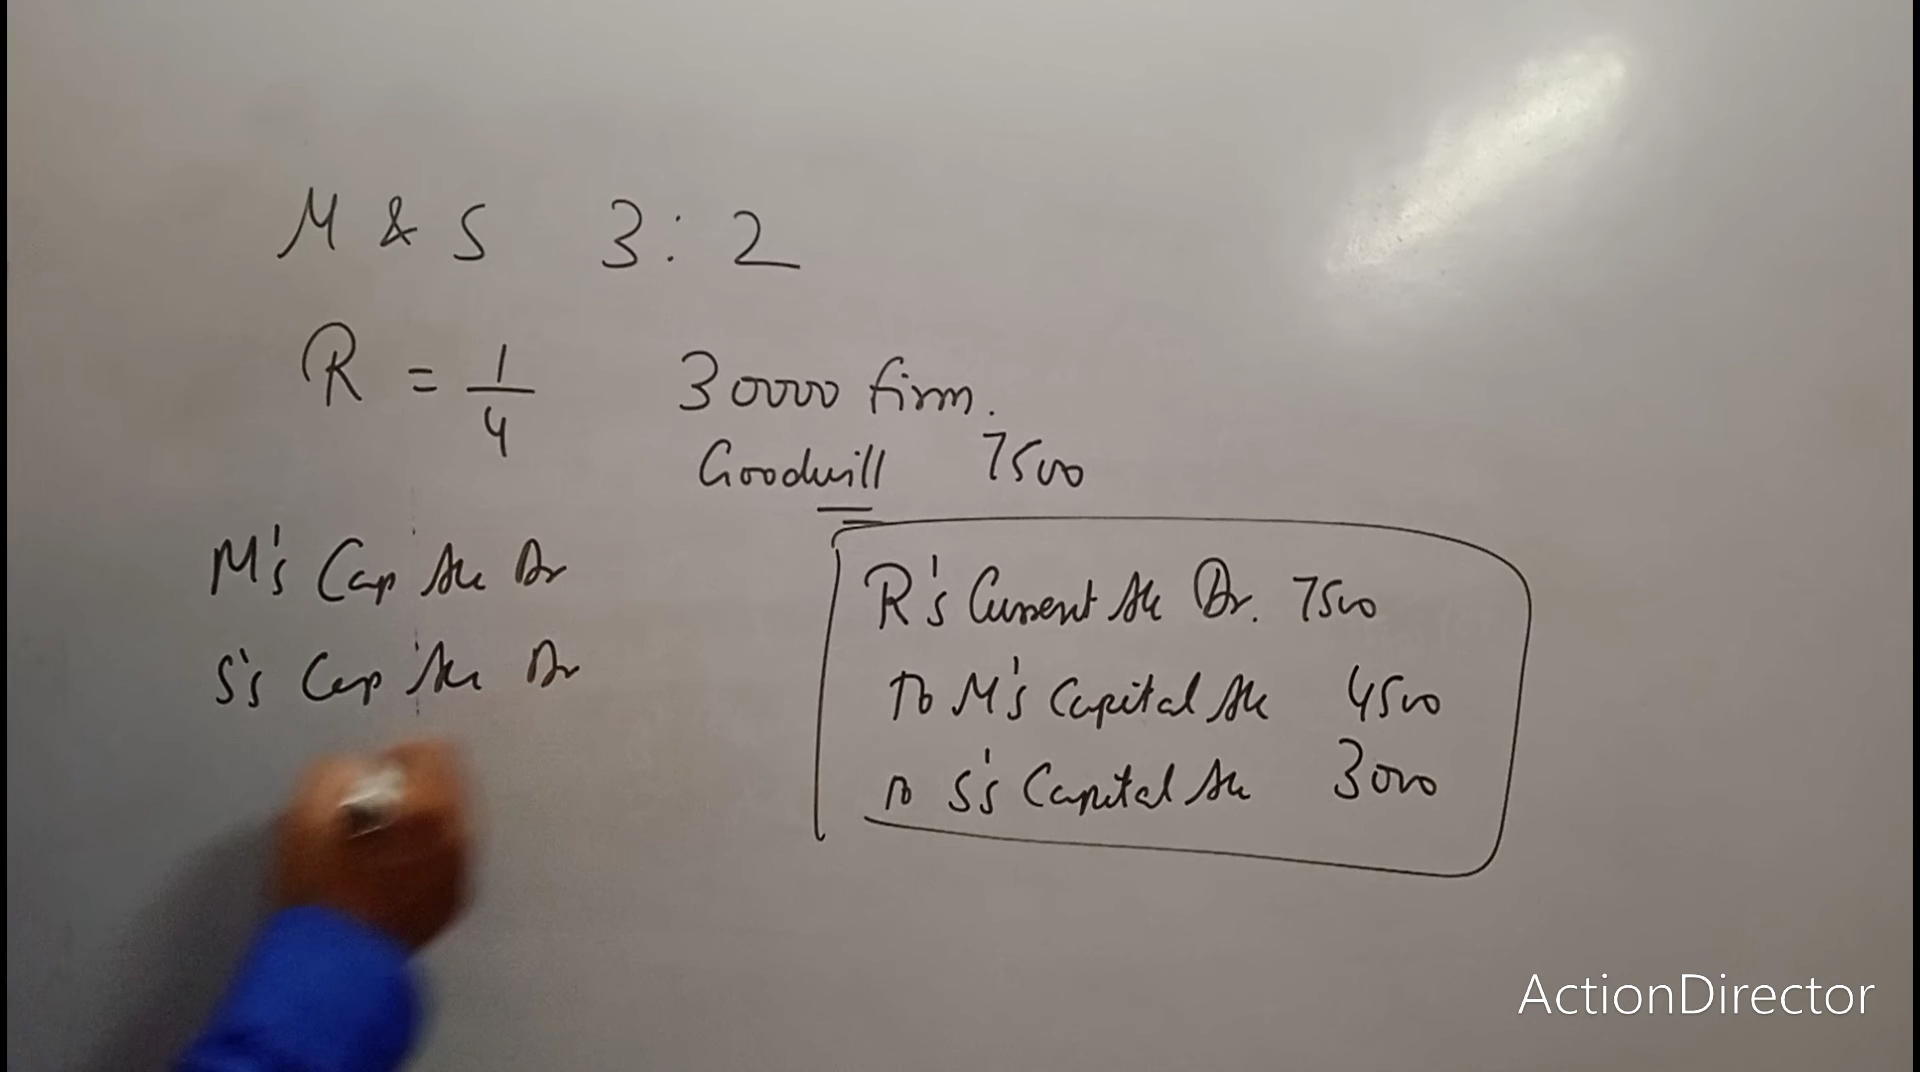 M & S 3:2
R = 1/4 30000 firm.
Goodwill 7500
M's Cap A/c Dr
S's Cap A/c Dr
R's Current A/c Dr. 7500
To M's Capital A/c 4500
To S's Capital A/c 3000
ActionDirector